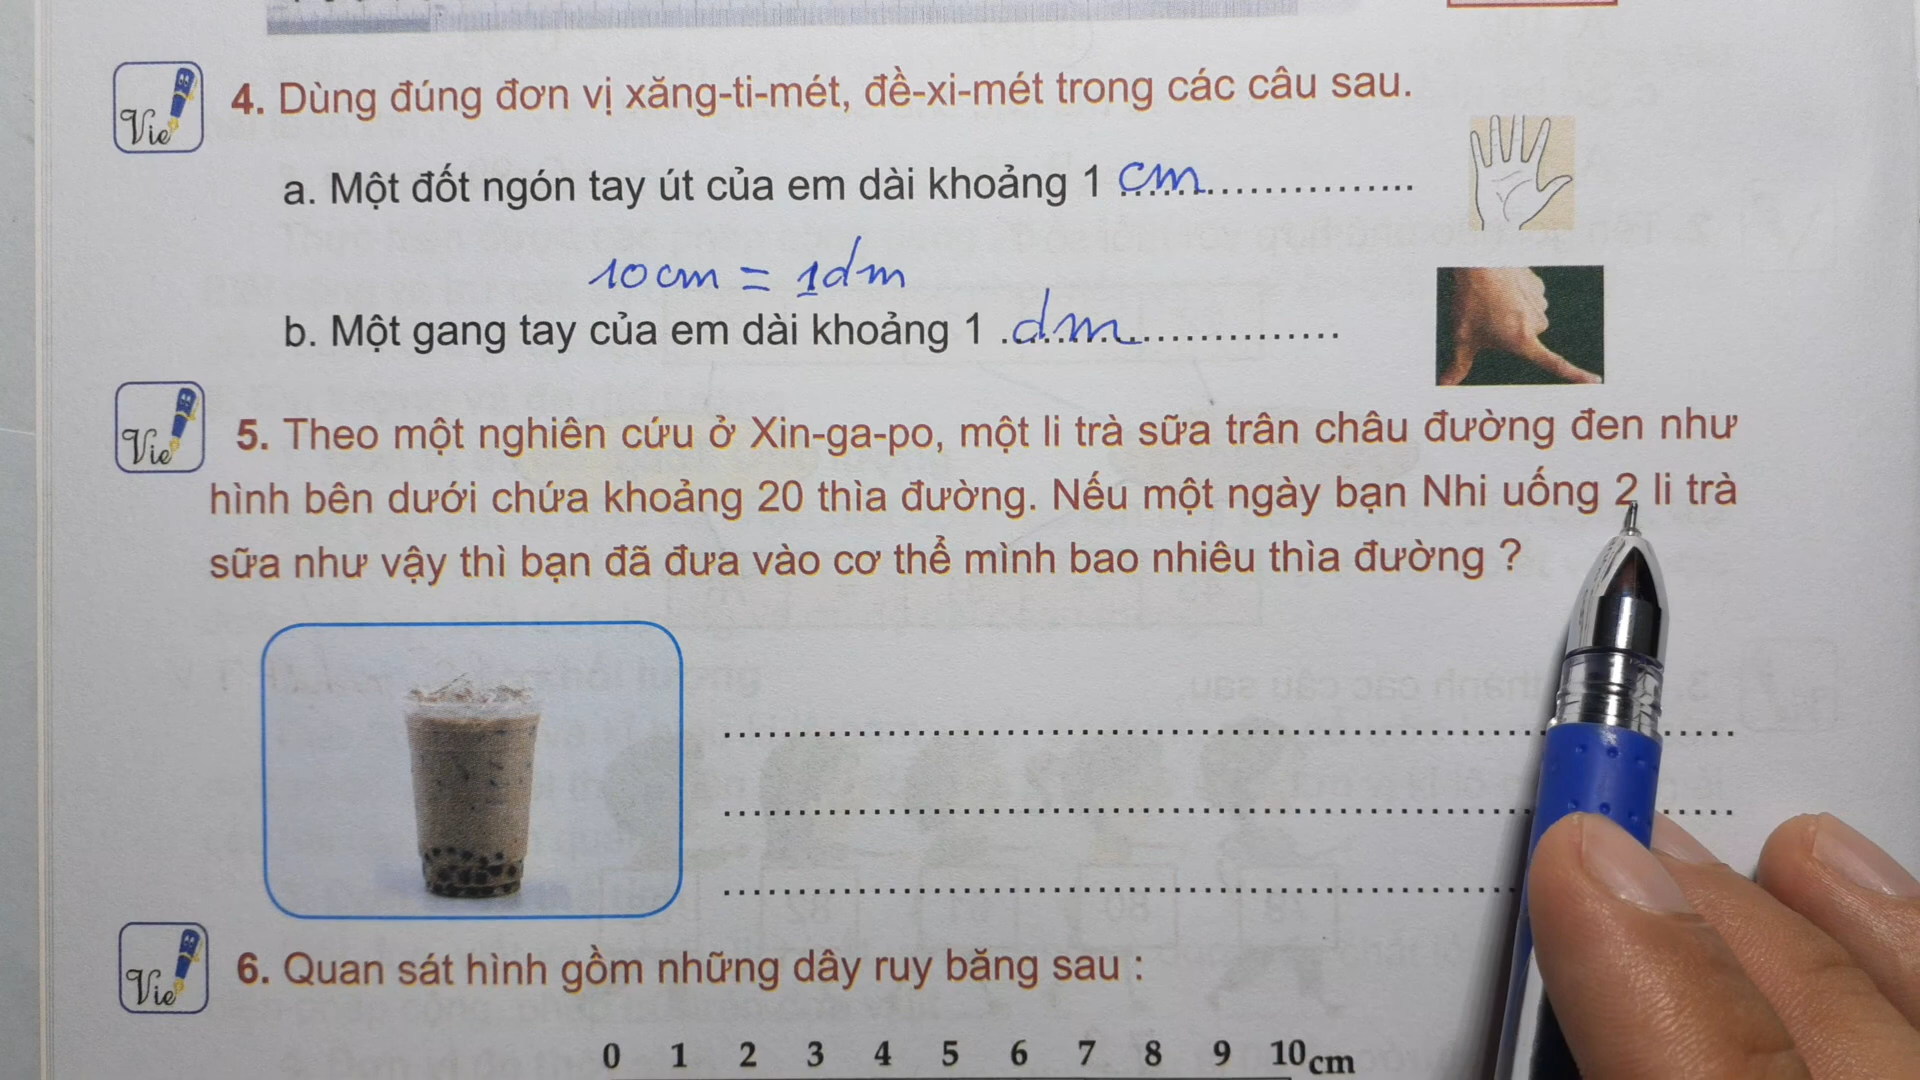 Vie
4. Dùng đúng đơn vị xăng-ti-mét, đề-xi-mét trong các câu sau.
a. Một đốt ngón tay út của em dài khoảng 1 cm
10 cm = 1dm
b. Một gang tay của em dài khoảng 1 dm
Vie
5. Theo một nghiên cứu ở Xin-ga-po, một li trà sữa trân châu đường đen như
hình bên dưới chứa khoảng 20 thìa đường. Nếu một ngày bạn Nhi uống 2 li trà
sữa như vậy thì bạn đã đưa vào cơ thể mình bao nhiêu thìa đường ?
Vie
6. Quan sát hình gồm những dây ruy băng sau :
0 1 2 3 4 5 6 7 8 9 10cm